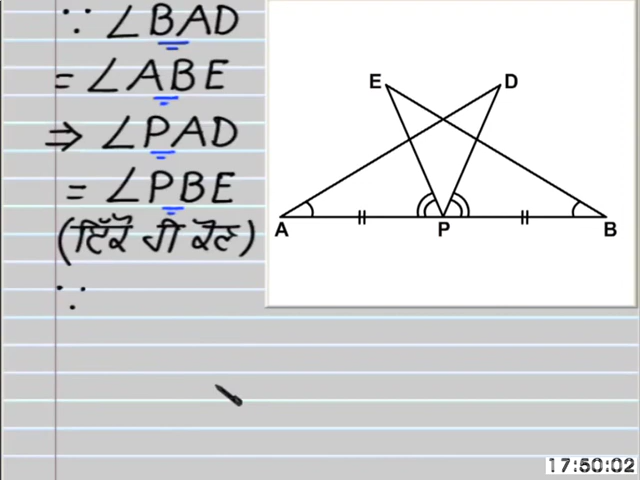 ∵ ∠BAD
= ∠ABE
⇒ ∠PAD
= ∠PBE
(ਇੱਕੋ ਹੀ ਕੋਣ)
∵
E D
A P B
17:50:02